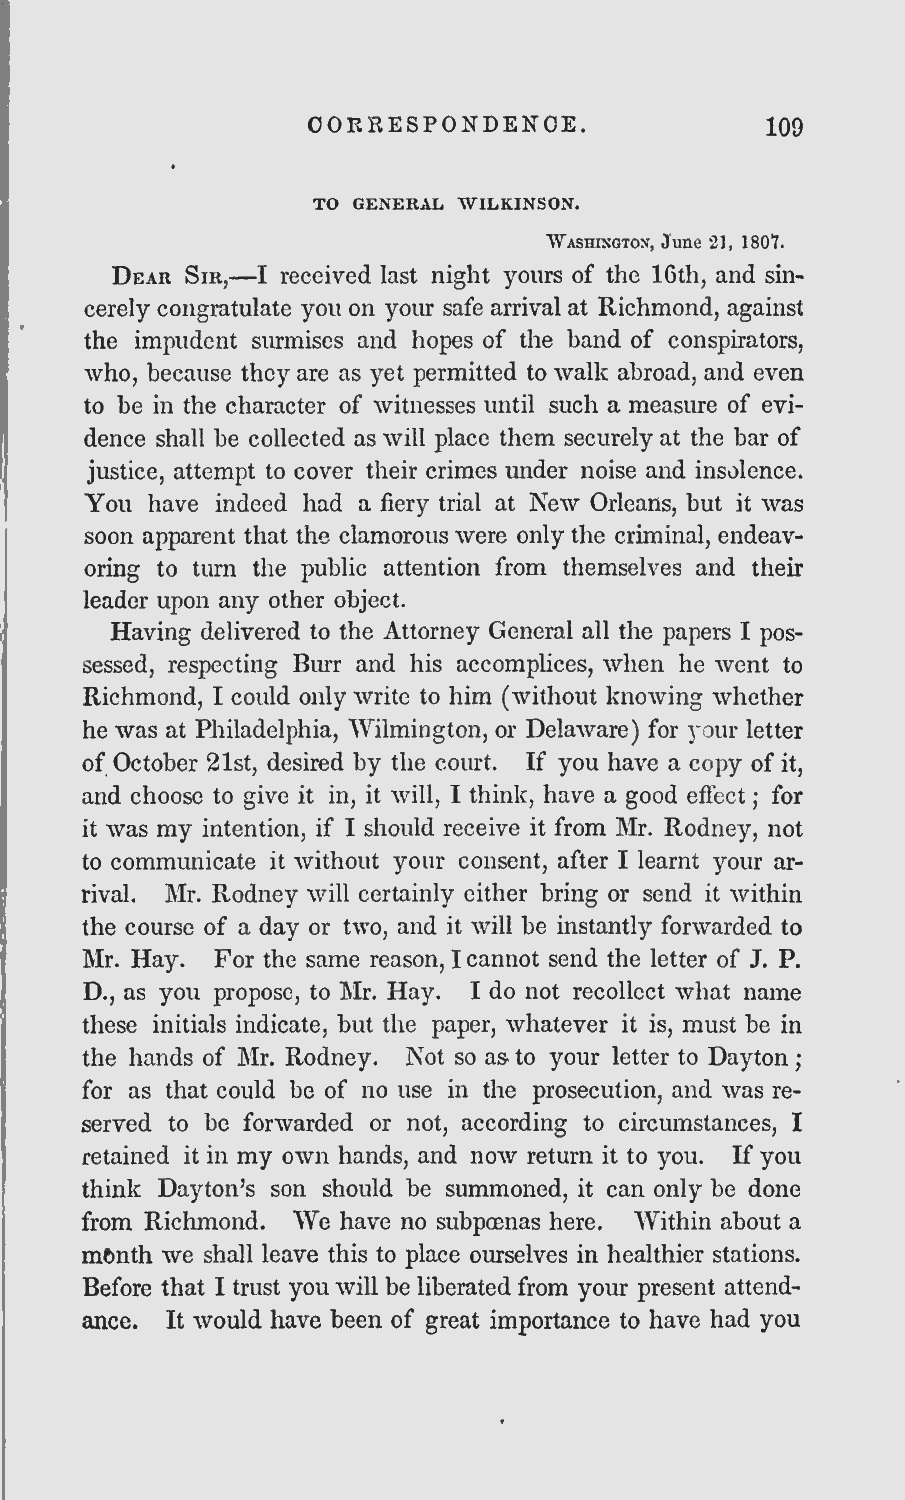 CORRESPONDENCE. 109
TO GENERAL WILKINSON.
WASHINGTON, June 21, 1807.
DEAR SIR,—I received last night yours of the 16th, and sin-
cerely congratulate you on your safe arrival at Richmond, against
the impudent surmises and hopes of the band of conspirators,
who, because they are as yet permitted to walk abroad, and even
to be in the character of witnesses until such a measure of evi-
dence shall be collected as will place them securely at the bar of
justice, attempt to cover their crimes under noise and insolence.
You have indeed had a fiery trial at New Orleans, but it was
soon apparent that the clamorous were only the criminal, endeav-
oring to turn the public attention from themselves and their
leader upon any other object.
Having delivered to the Attorney General all the papers I pos-
sessed, respecting Burr and his accomplices, when he went to
Richmond, I could only write to him (without knowing whether
he was at Philadelphia, Wilmington, or Delaware) for your letter
of October 21st, desired by the court. If you have a copy of it,
and choose to give it in, it will, I think, have a good effect; for
it was my intention, if I should receive it from Mr. Rodney, not
to communicate it without your consent, after I learnt your ar-
rival. Mr. Rodney will certainly either bring or send it within
the course of a day or two, and it will be instantly forwarded to
Mr. Hay. For the same reason, I cannot send the letter of J. P.
D., as you propose, to Mr. Hay. I do not recollect what name
these initials indicate, but the paper, whatever it is, must be in
the hands of Mr. Rodney. Not so as to your letter to Dayton;
for as that could be of no use in the prosecution, and was re-
served to be forwarded or not, according to circumstances, I
retained it in my own hands, and now return it to you. If you
think Dayton's son should be summoned, it can only be done
from Richmond. We have no subpœnas here. Within about a
month we shall leave this to place ourselves in healthier stations.
Before that I trust you will be liberated from your present attend-
ance. It would have been of great importance to have had you